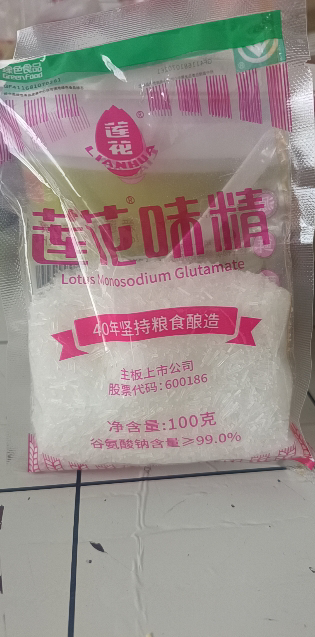 绿色食品
GreenFood
莲花
LIANHUA
莲花®味精
Lotus Monosodium Glutamate
40年坚持粮食酿造
主板上市公司
股票代码:600186
净含量:100克
谷氨酸钠含量≥99.0%